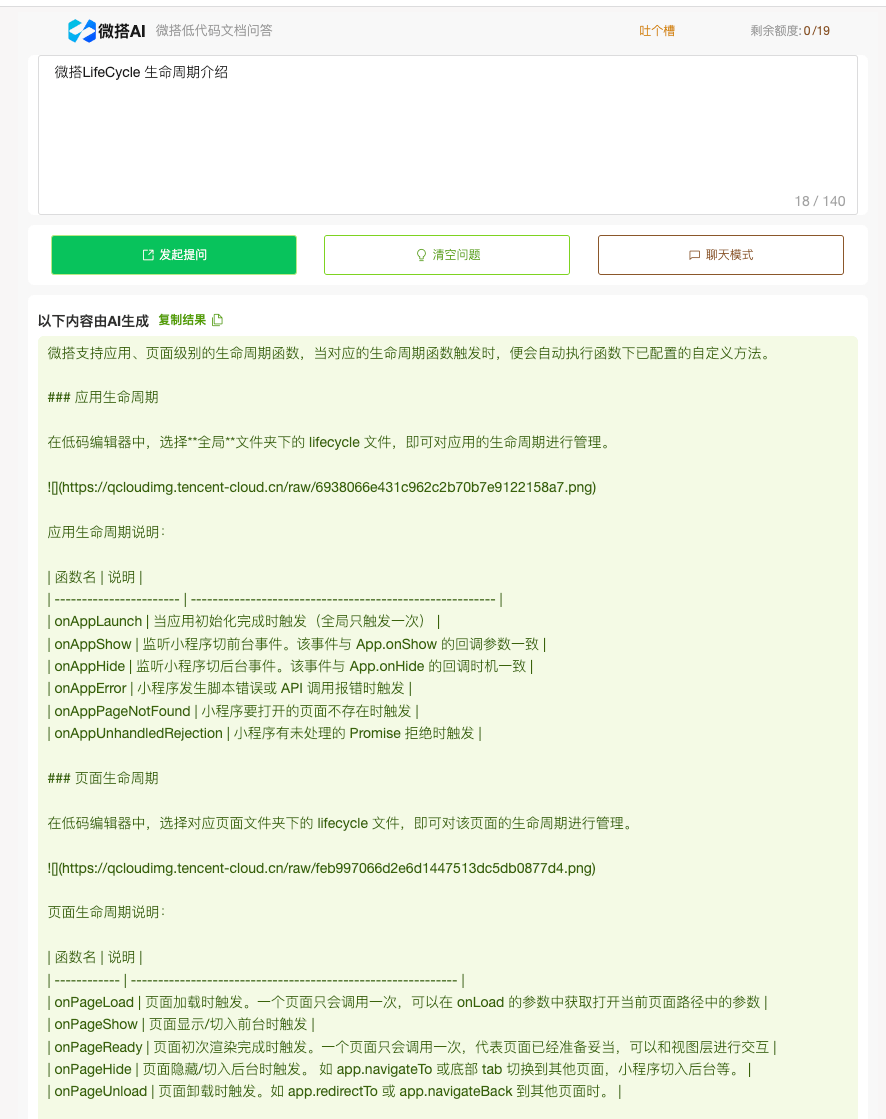 微搭AI 微搭低代码文档问答 吐个槽 剩余额度:0/19
微搭LifeCycle 生命周期介绍
18 / 140
发起提问 清空问题 聊天模式
以下内容由AI生成 复制结果
微搭支持应用、页面级别的生命周期函数，当对应的生命周期函数触发时，便会自动执行函数下已配置的自定义方法。
### 应用生命周期
在低码编辑器中，选择**全局**文件夹下的 lifecycle 文件，即可对应用的生命周期进行管理。
![](https://qcloudimg.tencent-cloud.cn/raw/6938066e431c962c2b70b7e9122158a7.png)
应用生命周期说明：
| 函数名 | 说明 |
| ----------------------- | -------------------------------------------------------- |
| onAppLaunch | 当应用初始化完成时触发（全局只触发一次） |
| onAppShow | 监听小程序切前台事件。该事件与 App.onShow 的回调参数一致 |
| onAppHide | 监听小程序切后台事件。该事件与 App.onHide 的回调时机一致 |
| onAppError | 小程序发生脚本错误或 API 调用报错时触发 |
| onAppPageNotFound | 小程序要打开的页面不存在时触发 |
| onAppUnhandledRejection | 小程序有未处理的 Promise 拒绝时触发 |
### 页面生命周期
在低码编辑器中，选择对应页面文件夹下的 lifecycle 文件，即可对该页面的生命周期进行管理。
![](https://qcloudimg.tencent-cloud.cn/raw/feb997066d2e6d1447513dc5db0877d4.png)
页面生命周期说明：
| 函数名 | 说明 |
| ------------ | ------------------------------------------------------------ |
| onPageLoad | 页面加载时触发。一个页面只会调用一次，可以在 onLoad 的参数中获取打开当前页面路径中的参数 |
| onPageShow | 页面显示/切入前台时触发 |
| onPageReady | 页面初次渲染完成时触发。一个页面只会调用一次，代表页面已经准备妥当，可以和视图层进行交互 |
| onPageHide | 页面隐藏/切入后台时触发。 如 app.navigateTo 或底部 tab 切换到其他页面，小程序切入后台等。 |
| onPageUnload | 页面卸载时触发。如 app.redirectTo 或 app.navigateBack 到其他页面时。 |